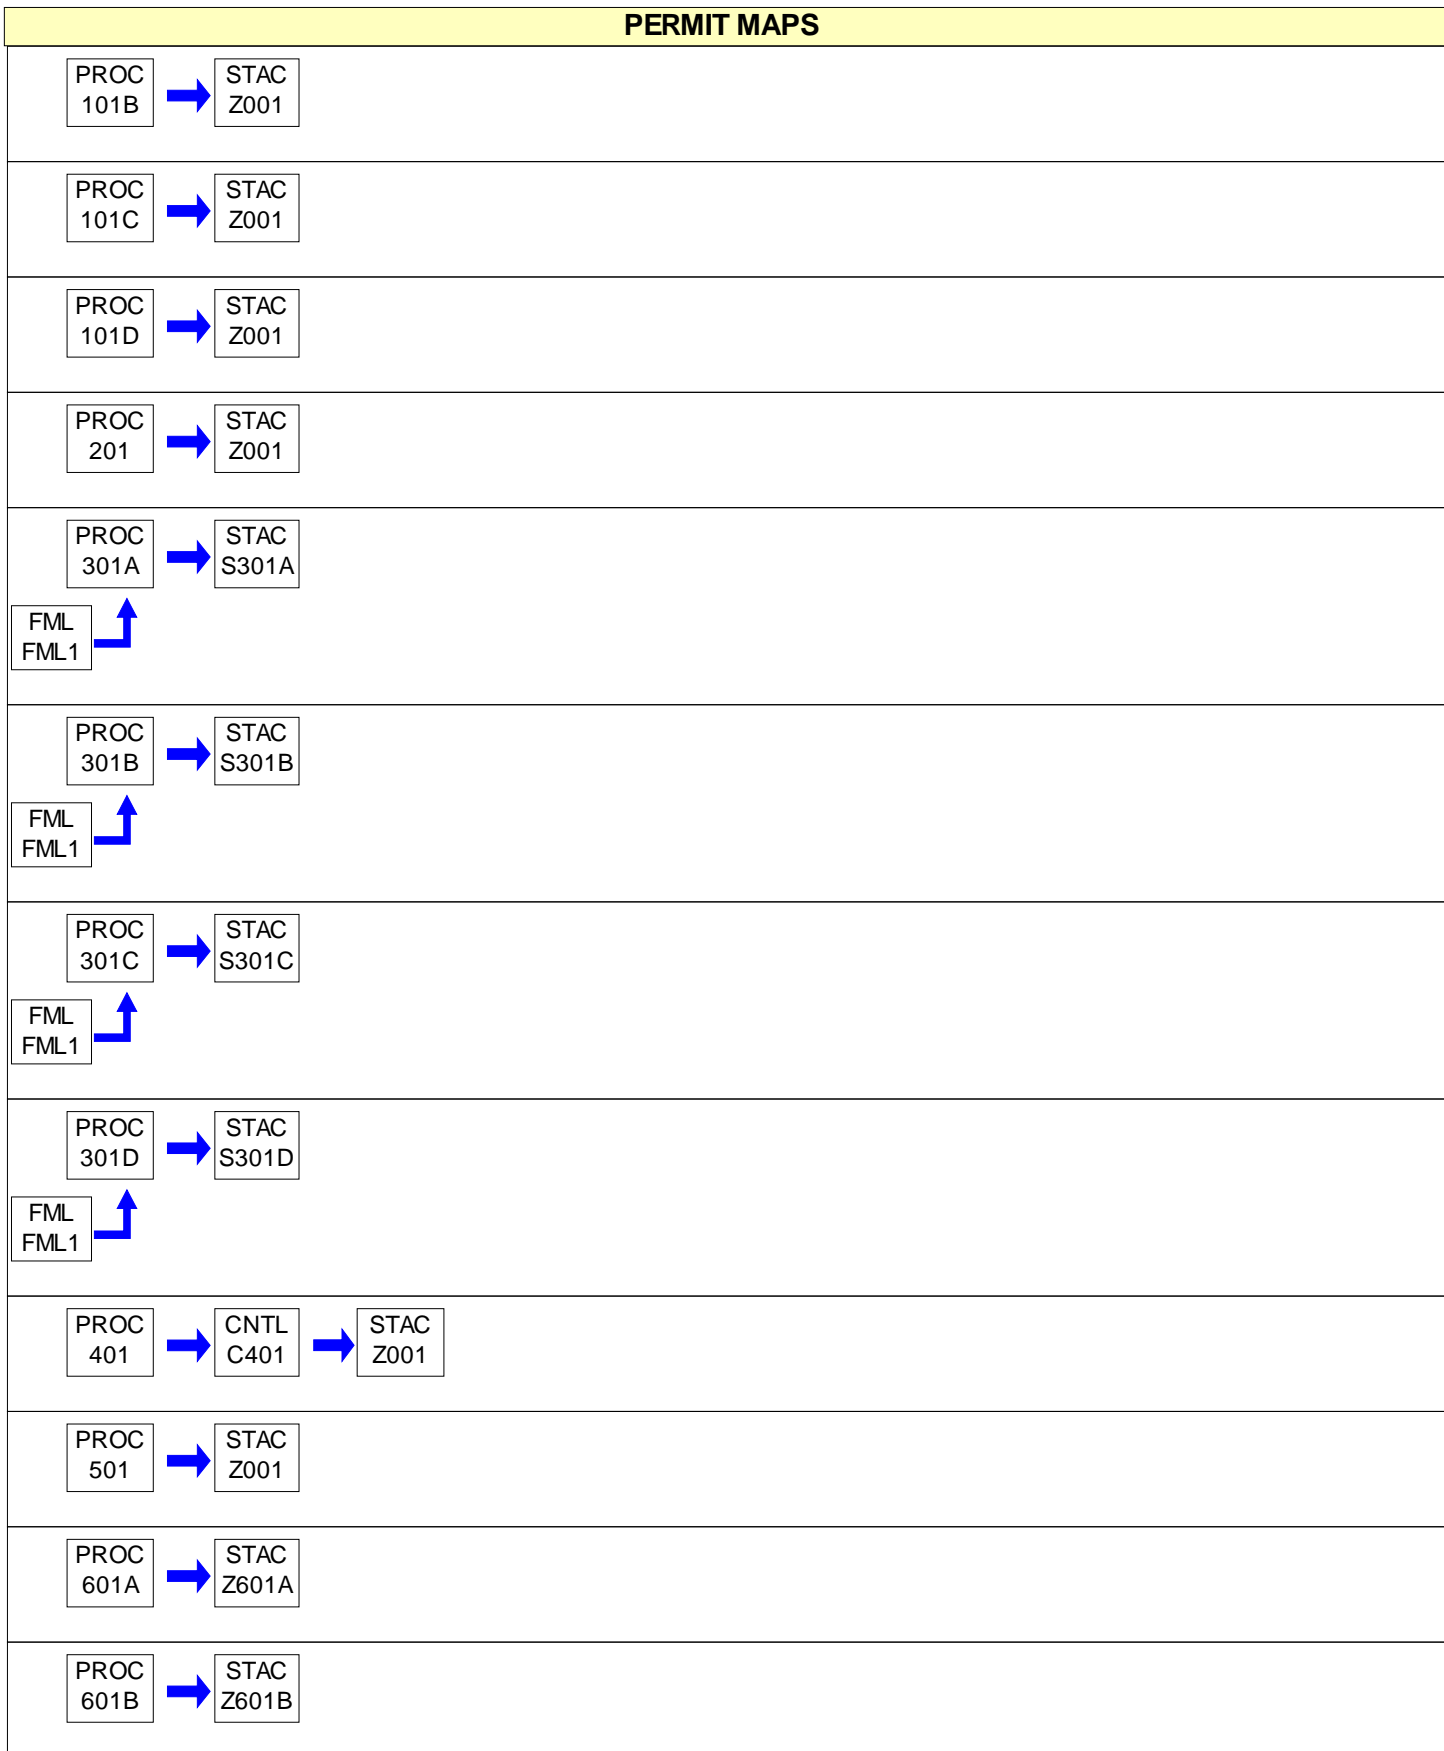 PERMIT MAPS
PROC
101B
STAC
Z001
PROC
101C
STAC
Z001
PROC
101D
STAC
Z001
PROC
201
STAC
Z001
PROC
301A
STAC
S301A
FML
FML1
PROC
301B
STAC
S301B
FML
FML1
PROC
301C
STAC
S301C
FML
FML1
PROC
301D
STAC
S301D
FML
FML1
PROC
401
CNTL
C401
STAC
Z001
PROC
501
STAC
Z001
PROC
601A
STAC
Z601A
PROC
601B
STAC
Z601B